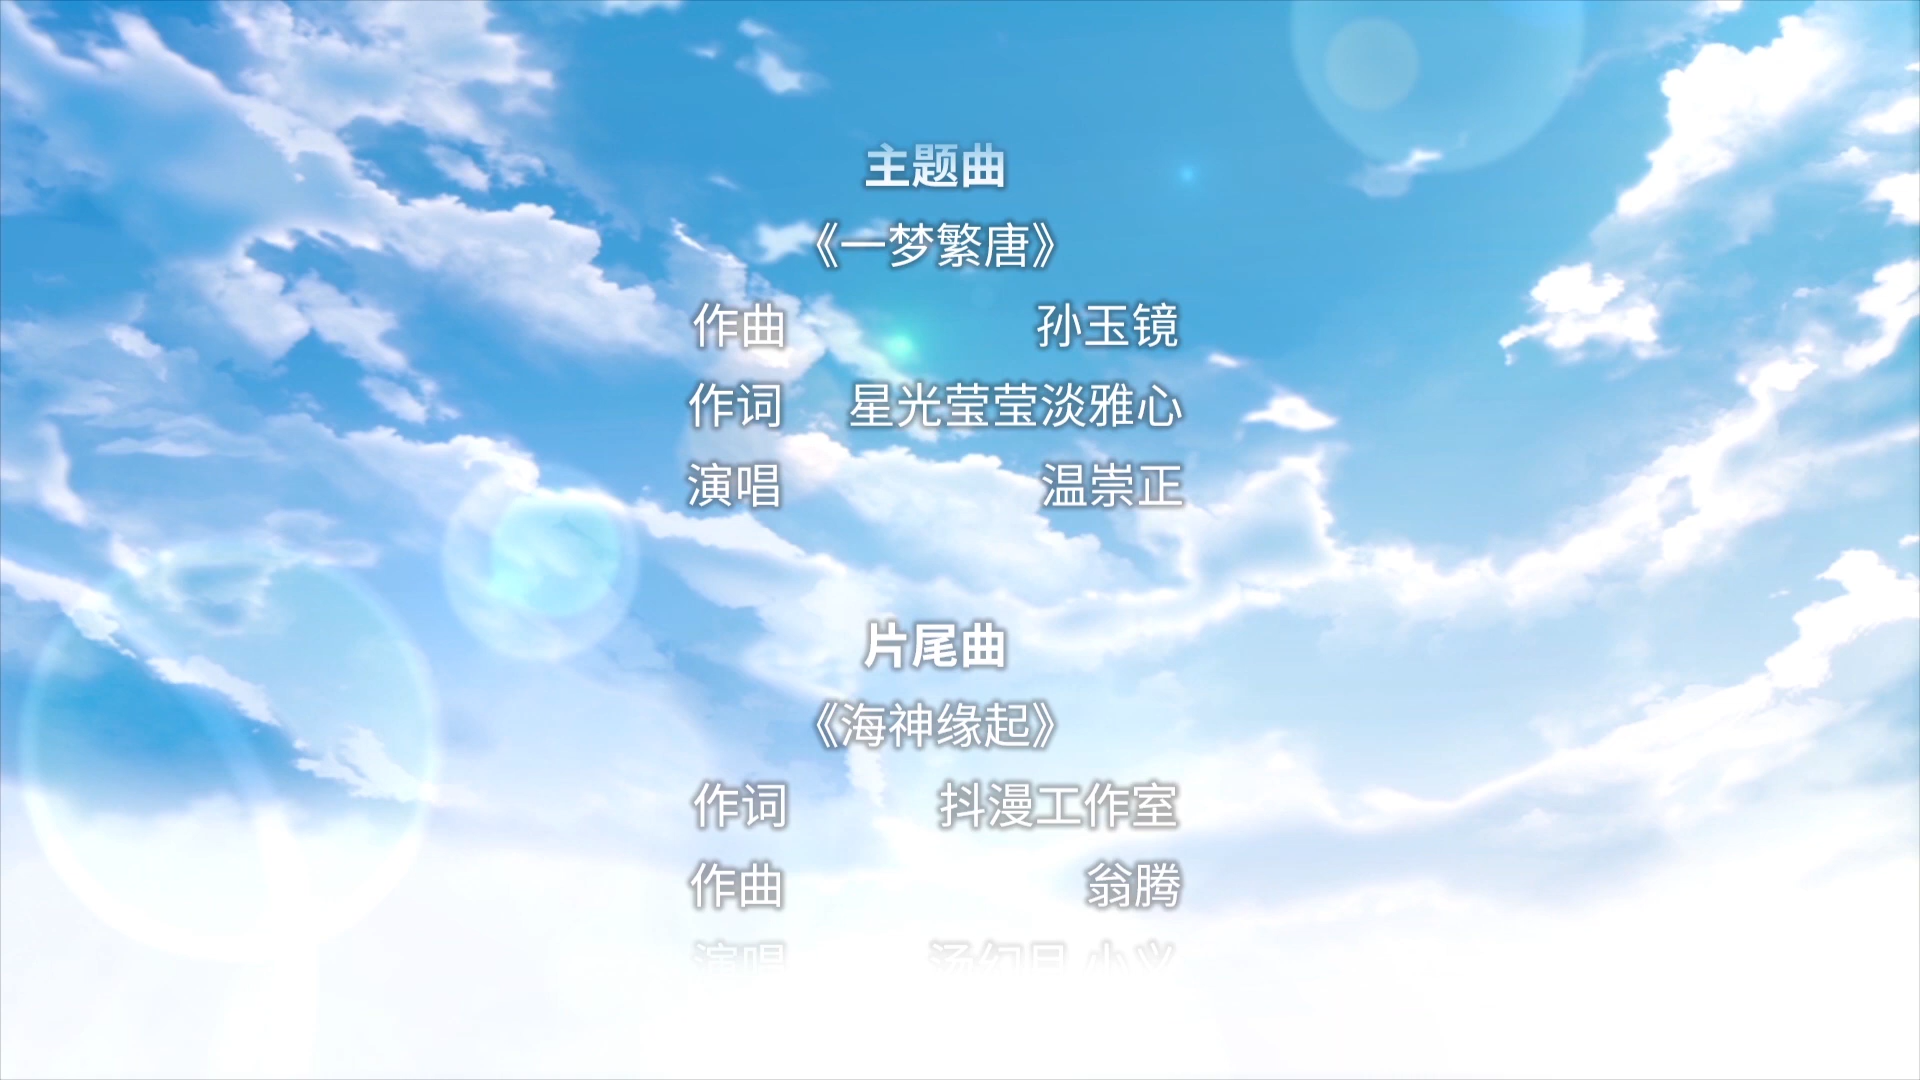 主题曲
《一梦繁唐》
作曲 孙玉镜
作词 星光莹莹淡雅心
演唱 温崇正
片尾曲
《海神缘起》
作词 抖漫工作室
作曲 翁腾
演唱